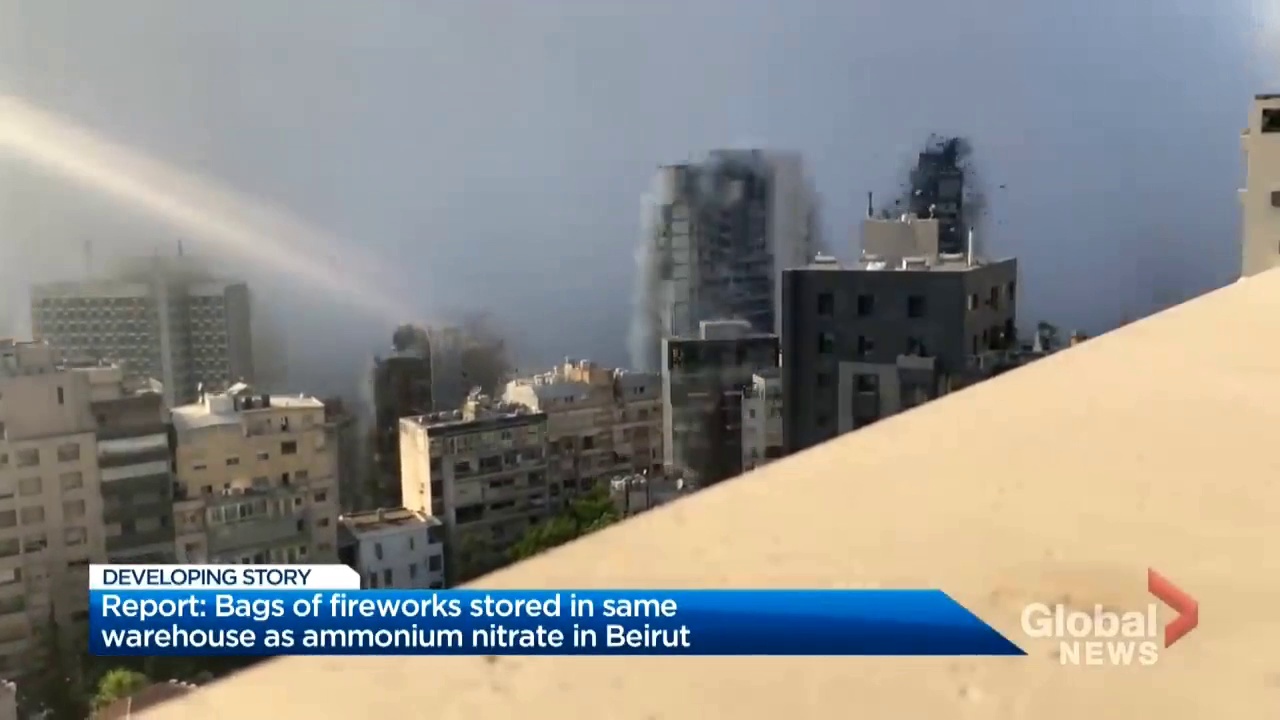 DEVELOPING STORY
Report: Bags of fireworks stored in same
warehouse as ammonium nitrate in Beirut
Global
NEWS